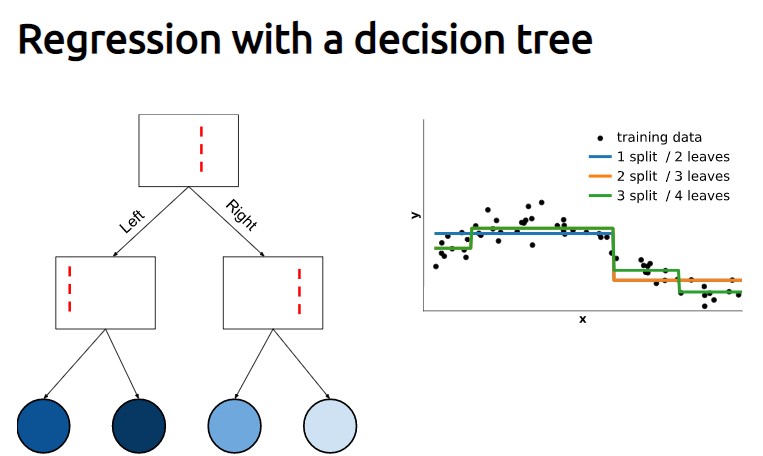 Regression with a decision tree
Left
Right
training data
1 split / 2 leaves
2 split / 3 leaves
3 split / 4 leaves
y
x